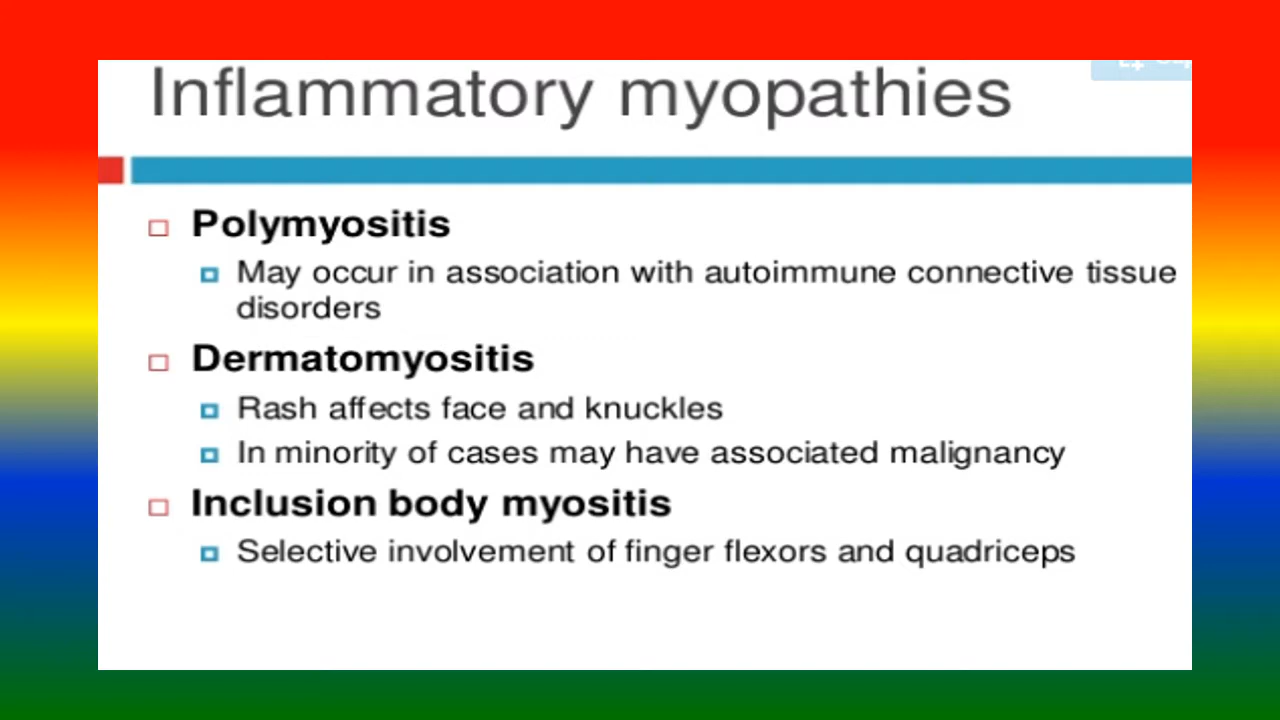 Inflammatory myopathies
Polymyositis
May occur in association with autoimmune connective tissue
disorders
Dermatomyositis
Rash affects face and knuckles
In minority of cases may have associated malignancy
Inclusion body myositis
Selective involvement of finger flexors and quadriceps